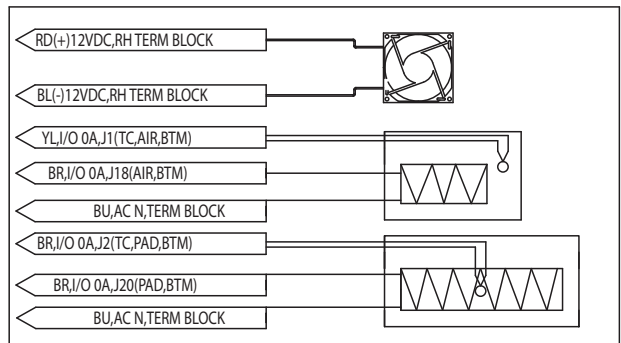 RD(+)12VDC,RH TERM BLOCK
BL(-)12VDC,RH TERM BLOCK
YL,I/O 0A,J1(TC,AIR,BTM)
BR,I/O 0A,J18(AIR,BTM)
BU,AC N,TERM BLOCK
BR,I/O 0A,J2(TC,PAD,BTM)
BR,I/O 0A,J20(PAD,BTM)
BU,AC N,TERM BLOCK